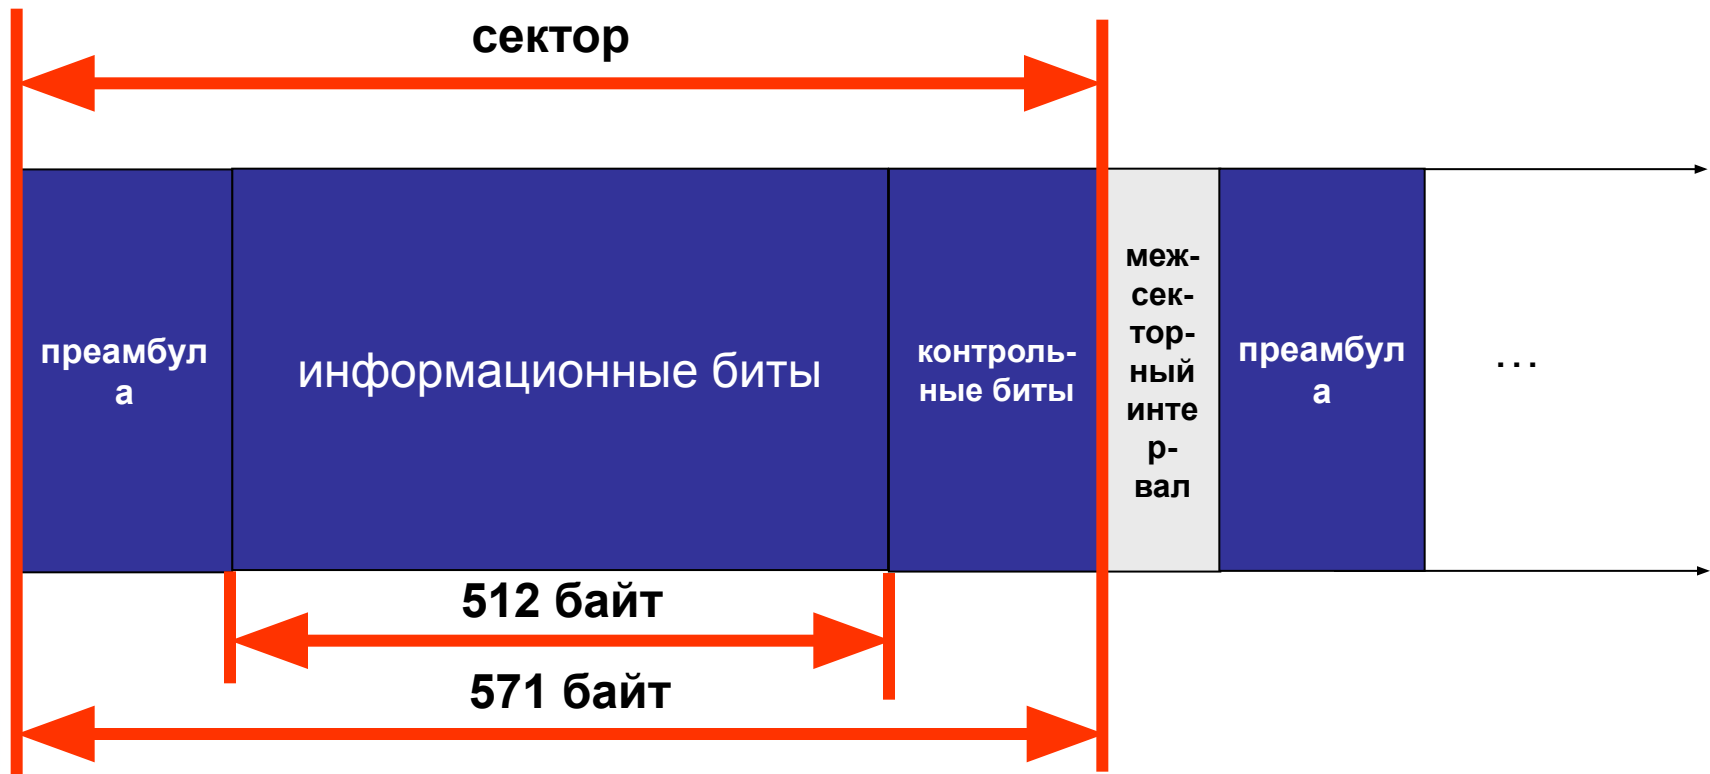 сектор
преамбул
а
информационные биты
контроль-
ные биты
меж-
сек-
тор-
ный
инте
р-
вал
преамбул
а
...
512 байт
571 байт